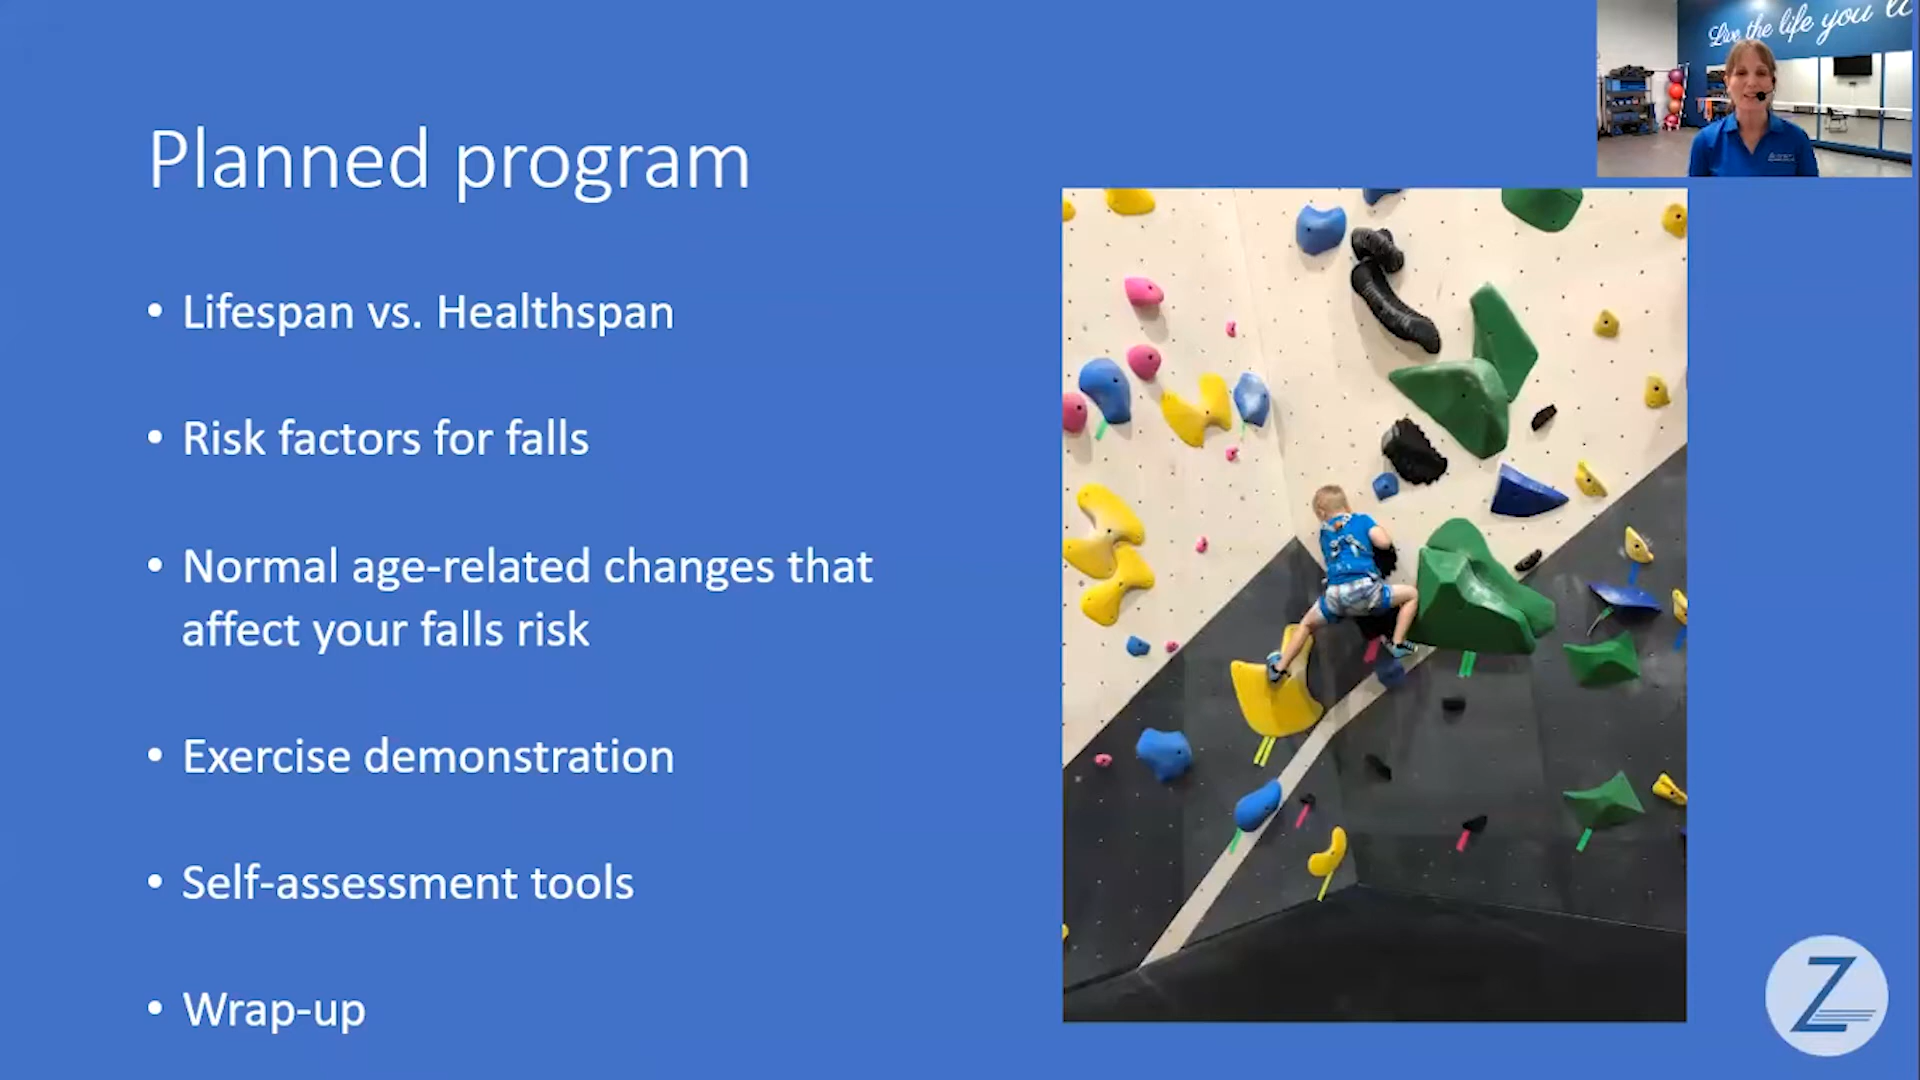 Live the life you
Planned program
• Lifespan vs. Healthspan
• Risk factors for falls
• Normal age-related changes that
affect your falls risk
• Exercise demonstration
• Self-assessment tools
• Wrap-up
Z